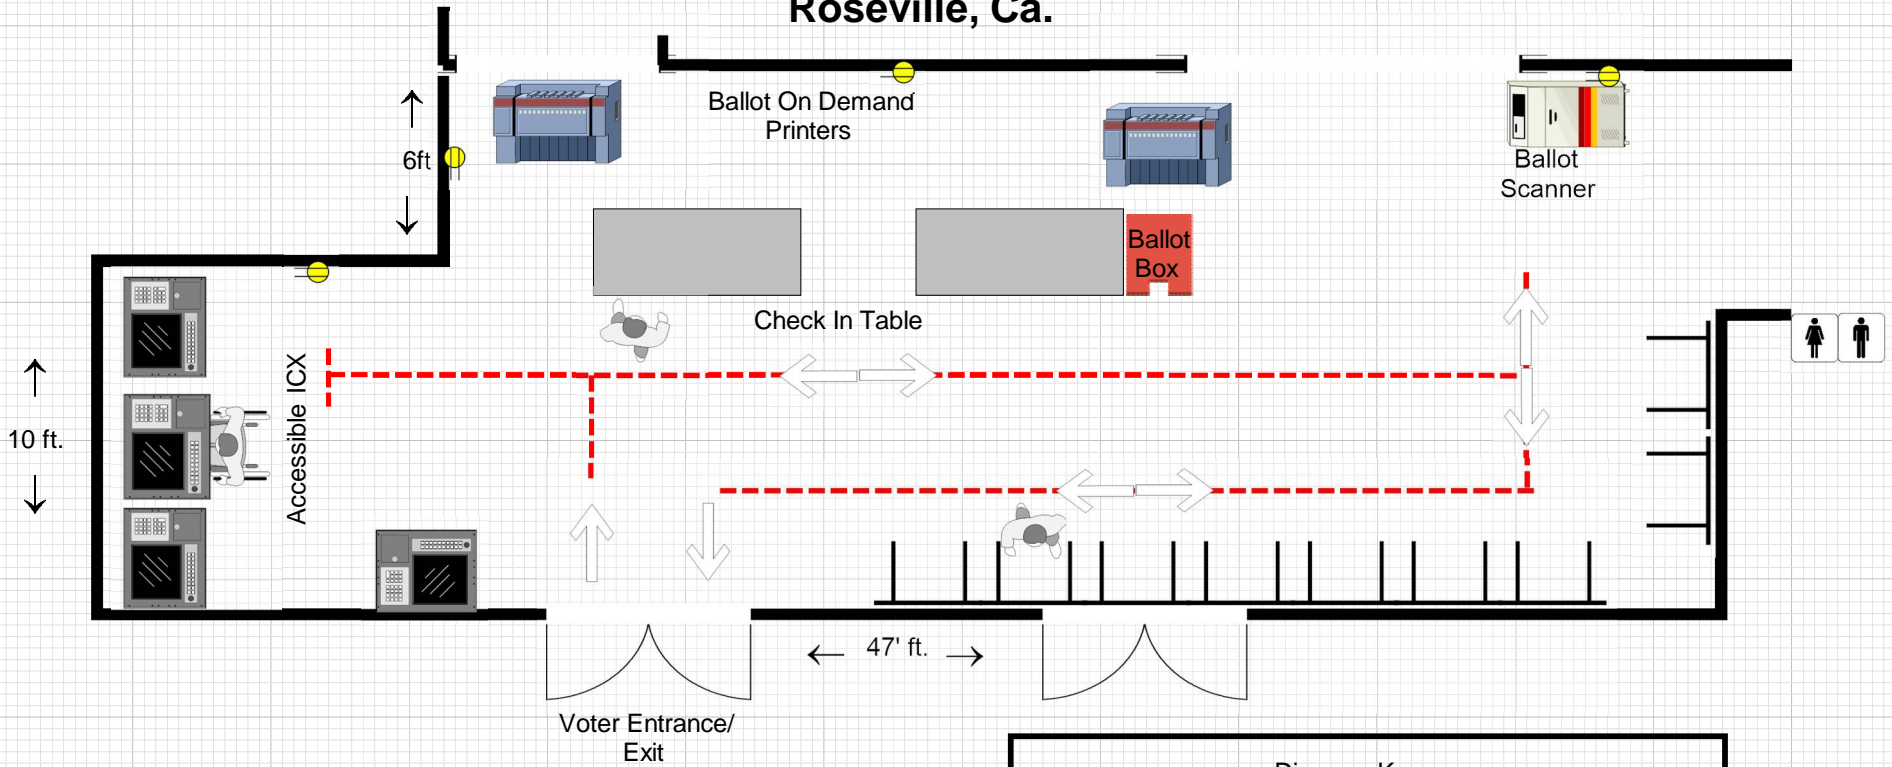 Roseville, Ca.
Ballot On Demand
Printers
6ft
Ballot
Scanner
Ballot
Box
Check In Table
Accessible ICX
10 ft.
47' ft.
Voter Entrance/
Exit